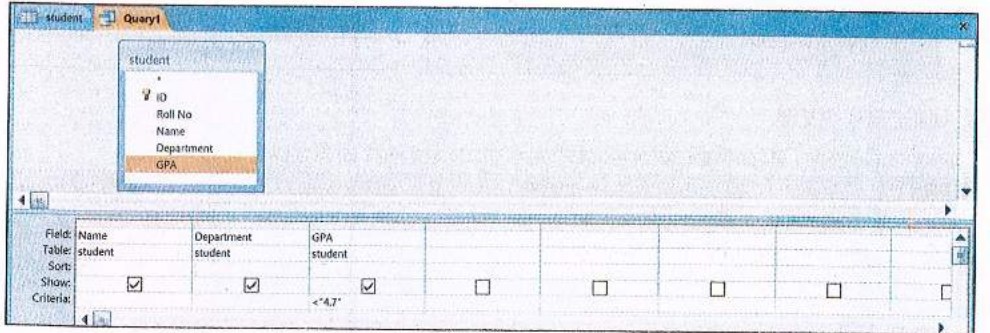 student Query1
student
*
ID
Roll No
Name
Department
GPA
Field: Name Department GPA
Table: student student student
Sort:
Show:
Criteria: <"4.7"